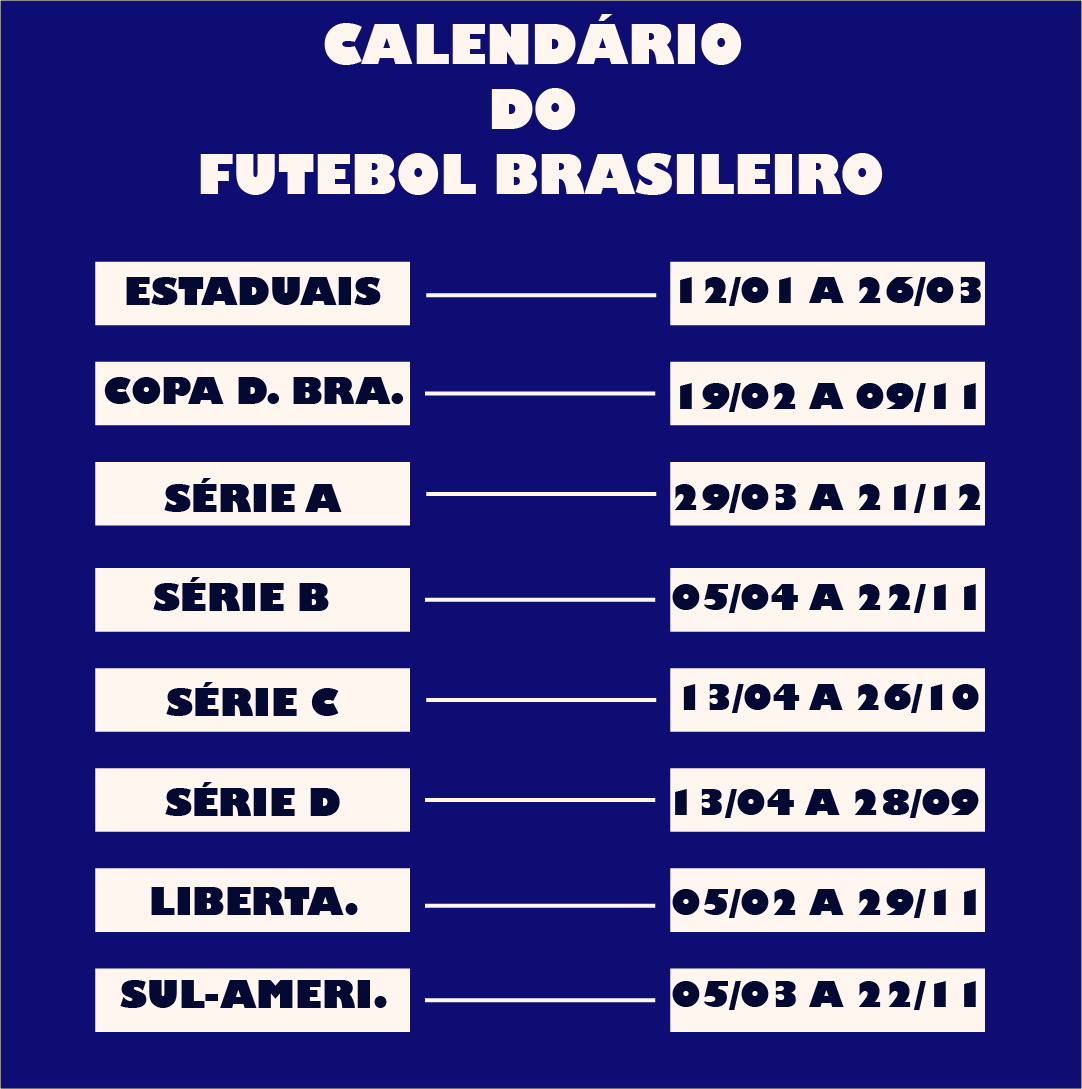 CALENDÁRIO
DO
FUTEBOL BRASILEIRO
ESTADUAIS 12/01 A 26/03
COPA D. BRA. 19/02 A 09/11
SÉRIE A 29/03 A 21/12
SÉRIE B 05/04 A 22/11
SÉRIE C 13/04 A 26/10
SÉRIE D 13/04 A 28/09
LIBERTA. 05/02 A 29/11
SUL-AMERI. 05/03 A 22/11